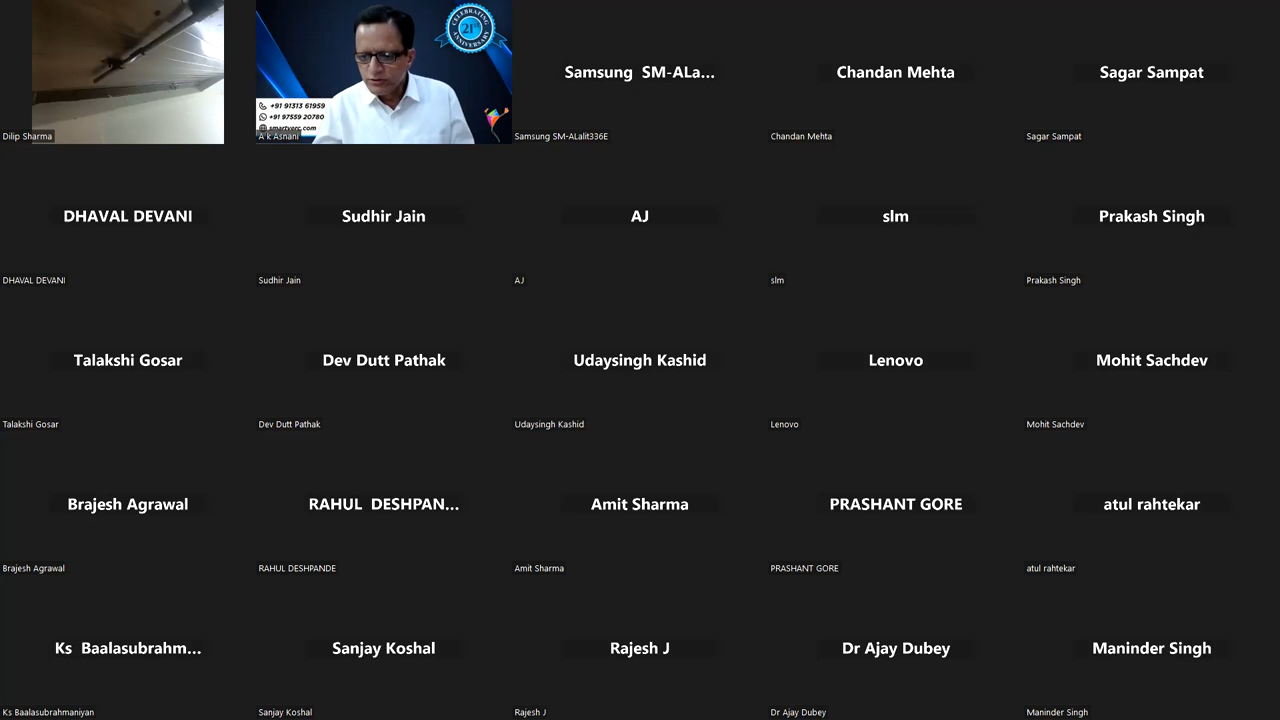 Dilip Sharma
CELEBRATING
21st
ANNIVERSARY
+91 91313 61959
+91 97559 20780
A k Asnani
Samsung SM-ALa...
Samsung SM-ALalit336E
Chandan Mehta
Chandan Mehta
Sagar Sampat
Sagar Sampat
DHAVAL DEVANI
DHAVAL DEVANI
Sudhir Jain
Sudhir Jain
AJ
AJ
slm
slm
Prakash Singh
Prakash Singh
Talakshi Gosar
Talakshi Gosar
Dev Dutt Pathak
Dev Dutt Pathak
Udaysingh Kashid
Udaysingh Kashid
Lenovo
Lenovo
Mohit Sachdev
Mohit Sachdev
Brajesh Agrawal
Brajesh Agrawal
RAHUL DESHPAN...
RAHUL DESHPANDE
Amit Sharma
Amit Sharma
PRASHANT GORE
PRASHANT GORE
atul rahtekar
atul rahtekar
Ks Baalasubrahm...
Ks Baalasubrahmaniyan
Sanjay Koshal
Sanjay Koshal
Rajesh J
Rajesh J
Dr Ajay Dubey
Dr Ajay Dubey
Maninder Singh
Maninder Singh